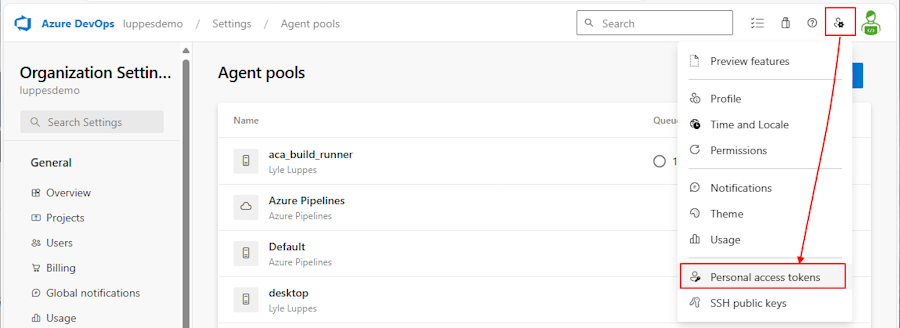 Azure DevOps luppesdemo / Settings / Agent pools Search
Organization Settin...
luppesdemo
Search Settings
General
Overview
Projects
Users
Billing
Global notifications
Usage
Agent pools
Name Queue
aca_build_runner
Lyle Luppes
1
Azure Pipelines
Azure Pipelines
Default
Azure Pipelines
desktop
Lyle Luppes
Preview features
Profile
Time and Locale
Permissions
Notifications
Theme
Usage
Personal access tokens
SSH public keys